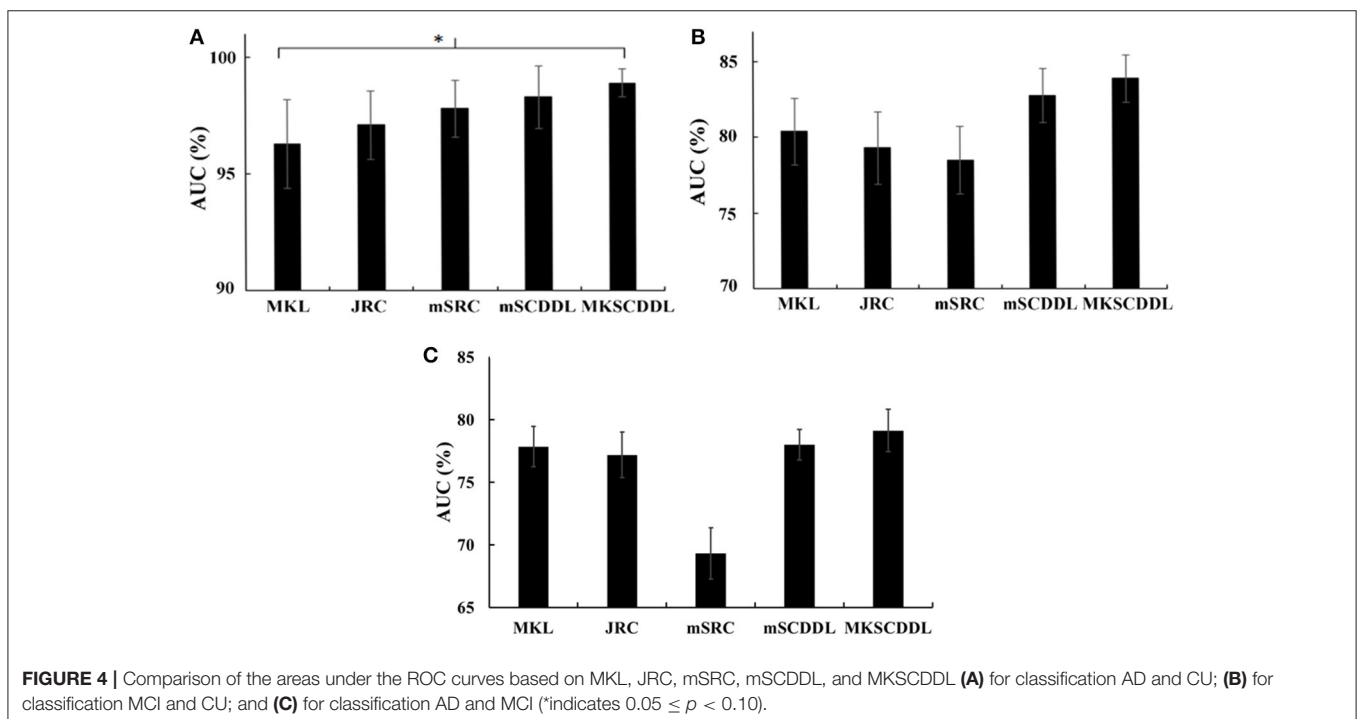 A
*
100
95
90
AUC (%)
MKL JRC mSRC mSCDDL MKSCDDL
B
85
80
75
70
AUC (%)
MKL JRC mSRC mSCDDL MKSCDDL
C
85
80
75
70
65
AUC (%)
MKL JRC mSRC mSCDDL MKSCDDL
FIGURE 4 | Comparison of the areas under the ROC curves based on MKL, JRC, mSRC, mSCDDL, and MKSCDDL (A) for classification AD and CU; (B) for
classification MCI and CU; and (C) for classification AD and MCI (*indicates 0.05 ≤ p < 0.10).